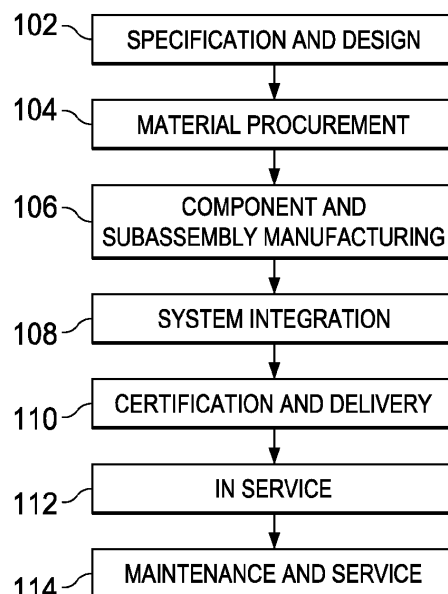 102
SPECIFICATION AND DESIGN
104
MATERIAL PROCUREMENT
106
COMPONENT AND
SUBASSEMBLY MANUFACTURING
108
SYSTEM INTEGRATION
110
CERTIFICATION AND DELIVERY
112
IN SERVICE
114
MAINTENANCE AND SERVICE